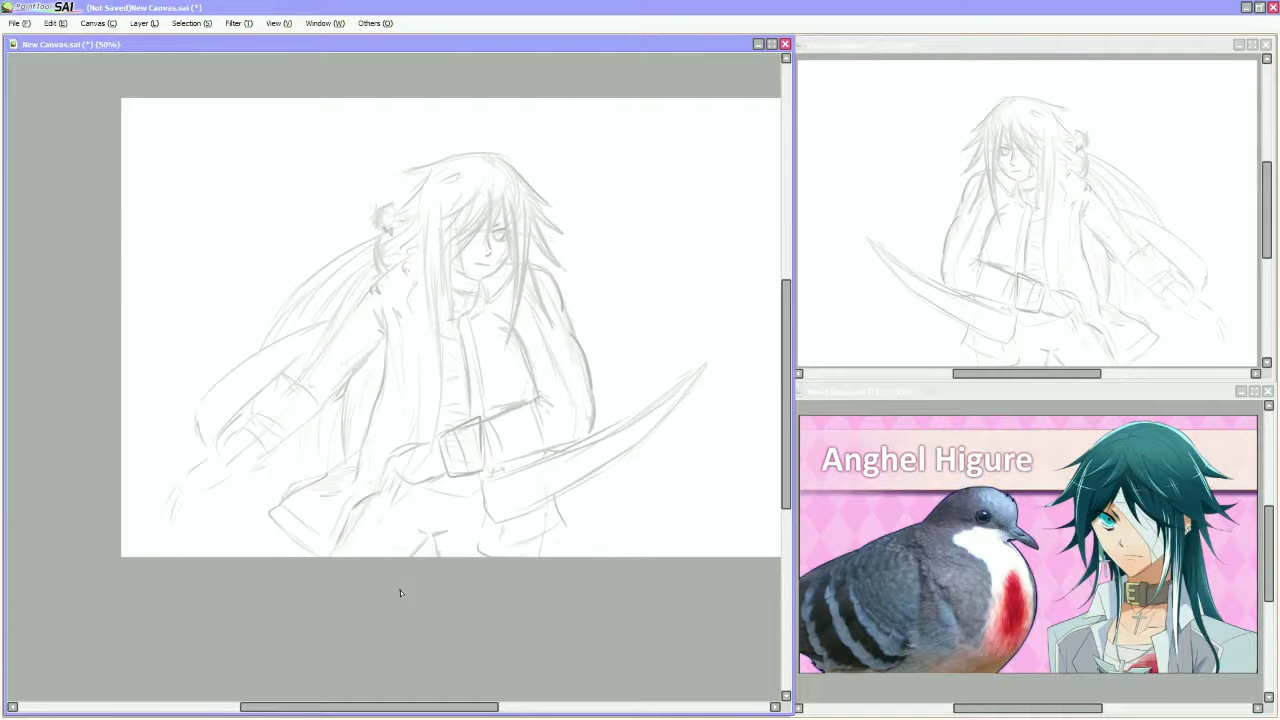 PaintTool SAI (Not Saved)New Canvas.sai (*)
File (F) Edit (E) Canvas (C) Layer (L) Selection (S) Filter (T) View (V) Window (W) Others (O)
New Canvas.sai (*) (50%)
Anghel Higure